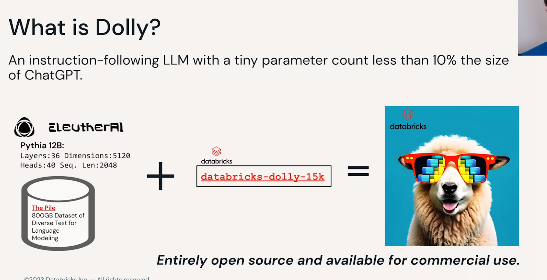 What is Dolly?
An instruction-following LLM with a tiny parameter count less than 10% the size
of ChatGPT.
EleutherAI
Pythia 12B:
Layers:36 Dimensions:5120
Heads:40 Seq. Len:2048
The Pile
800GB Dataset of
Diverse Text for
Language
Modeling
+
databricks
databricks-dolly-15k
=
databricks
Entirely open source and available for commercial use.
©2023 Databricks Inc. — All rights reserved